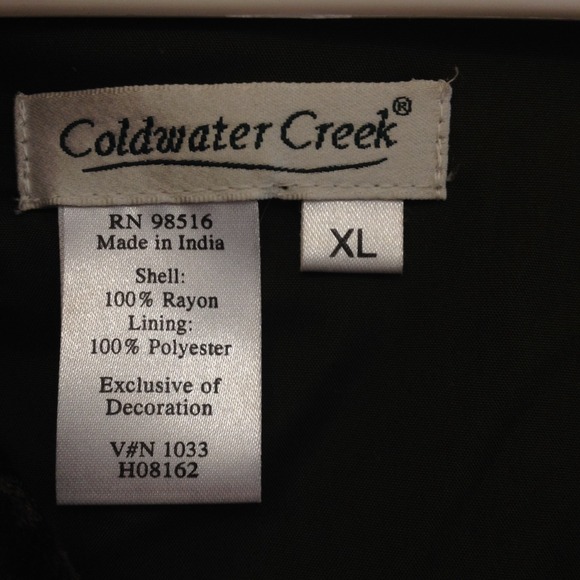 Coldwater Creek®
RN 98516
Made in India
Shell:
100% Rayon
Lining:
100% Polyester
Exclusive of
Decoration
V#N 1033
H08162
XL